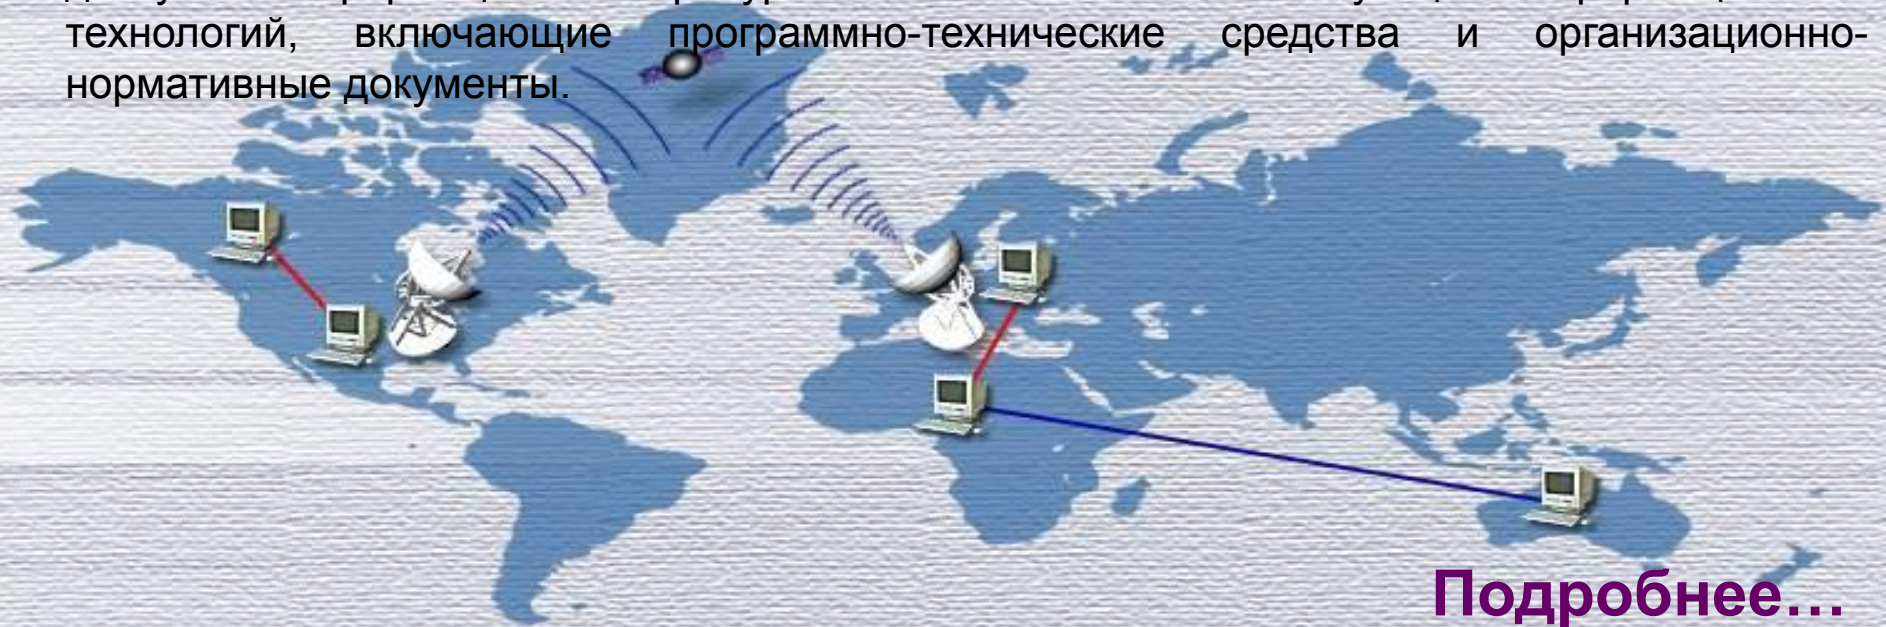 технологий, включающие программно-технические средства и организационно-
нормативные документы.
Подробнее…